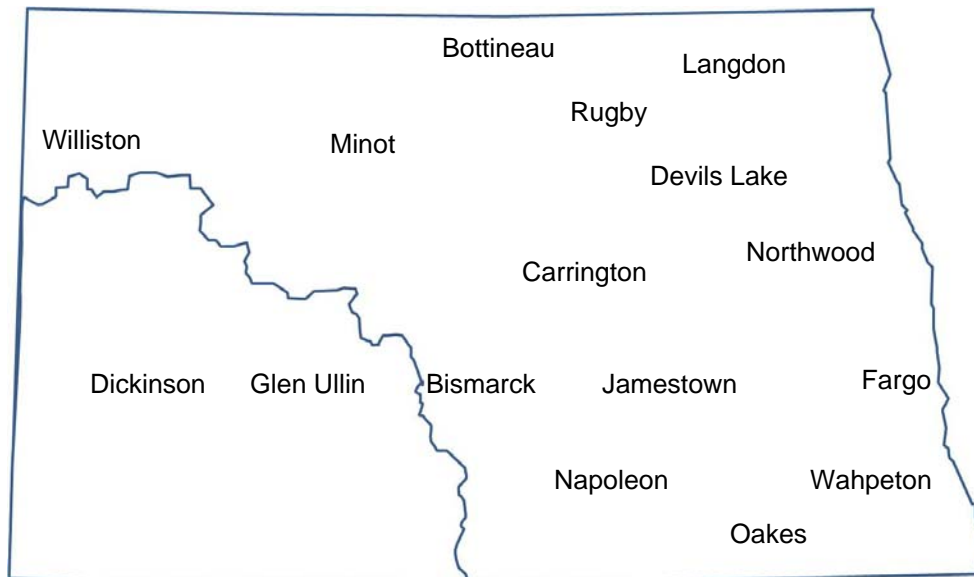 Bottineau
Langdon
Rugby
Williston
Minot
Devils Lake
Northwood
Carrington
Dickinson
Glen Ullin
Bismarck
Jamestown
Fargo
Napoleon
Wahpeton
Oakes